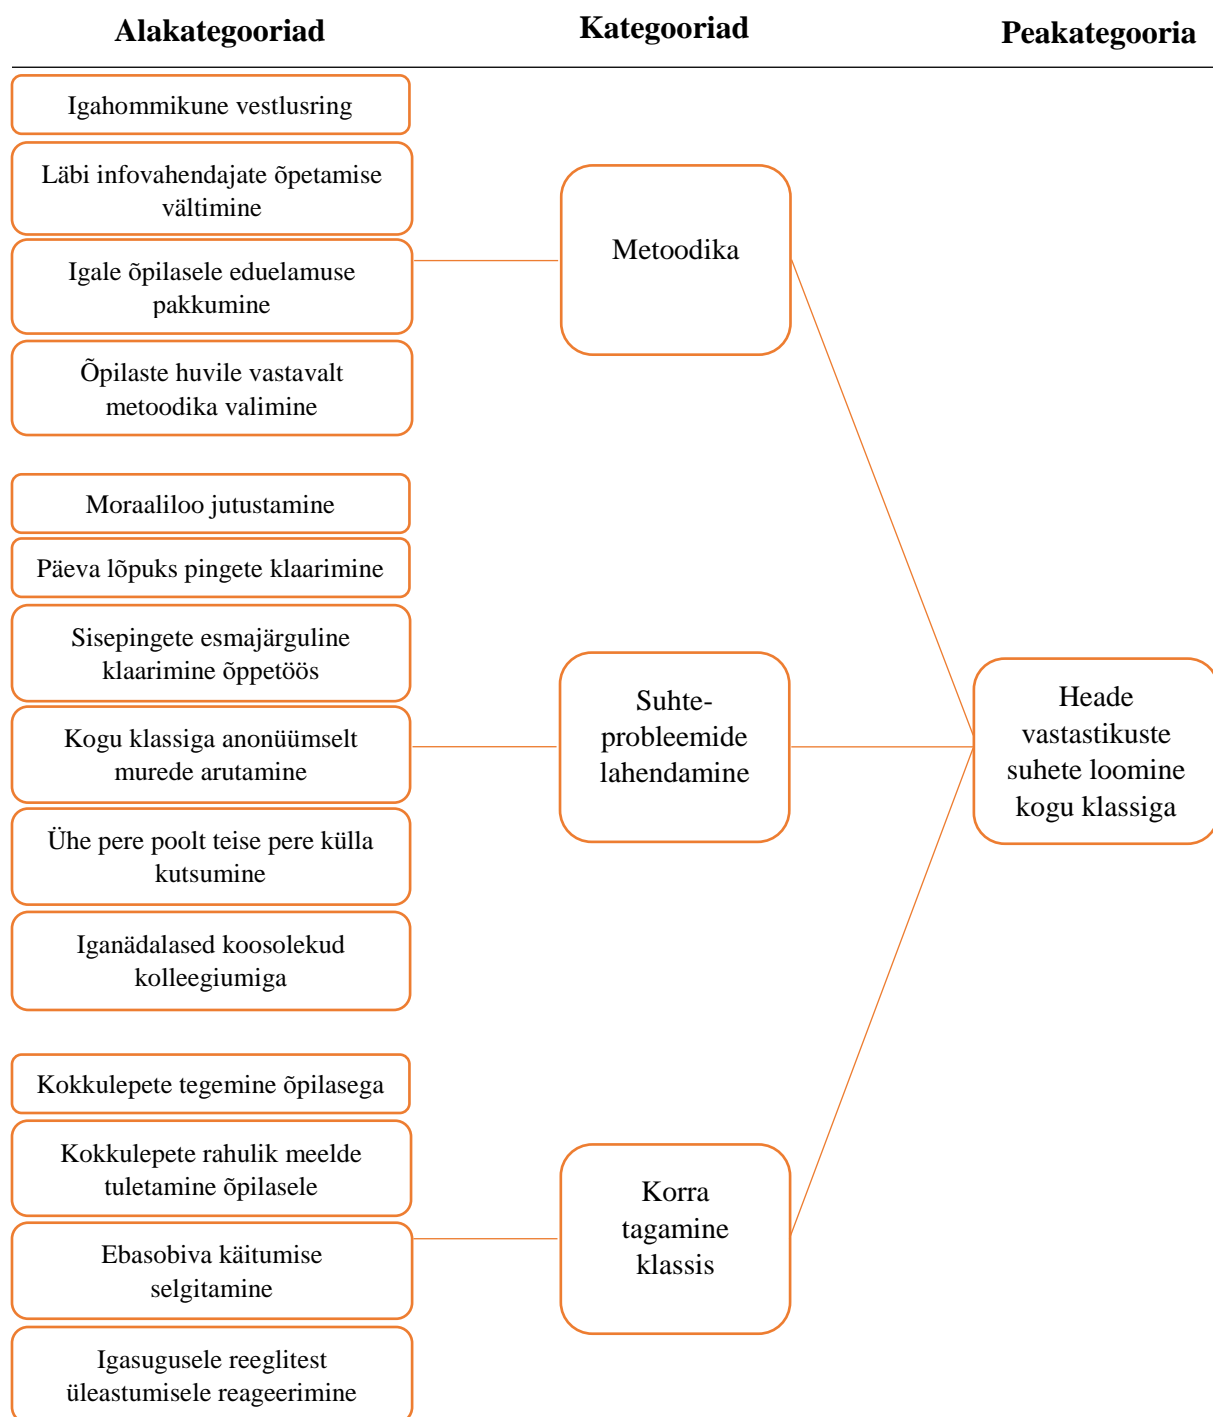 Alakategooriad
Kategooriad
Peakategooria
Igahommikune vestlusring
Läbi infovahendajate õpetamise
vältimine
Igale õpilasele eduelamuse
pakkumine
Õpilaste huvile vastavalt
metoodika valimine
Metoodika
Moraaliloo jutustamine
Päeva lõpuks pingete klaarimine
Sisepingete esmajärguline
klaarimine õppetöös
Kogu klassiga anonüümselt
murede arutamine
Ühe pere poolt teise pere külla
kutsumine
Iganädalased koosolekud
kolleegiumiga
Suhte-
probleemide
lahendamine
Heade
vastastikuste
suhete loomine
kogu klassiga
Kokkulepete tegemine õpilasega
Kokkulepete rahulik meelde
tuletamine õpilasele
Ebasobiva käitumise
selgitamine
Igasugusele reeglitest
üleastumisele reageerimine
Korra
tagamine
klassis